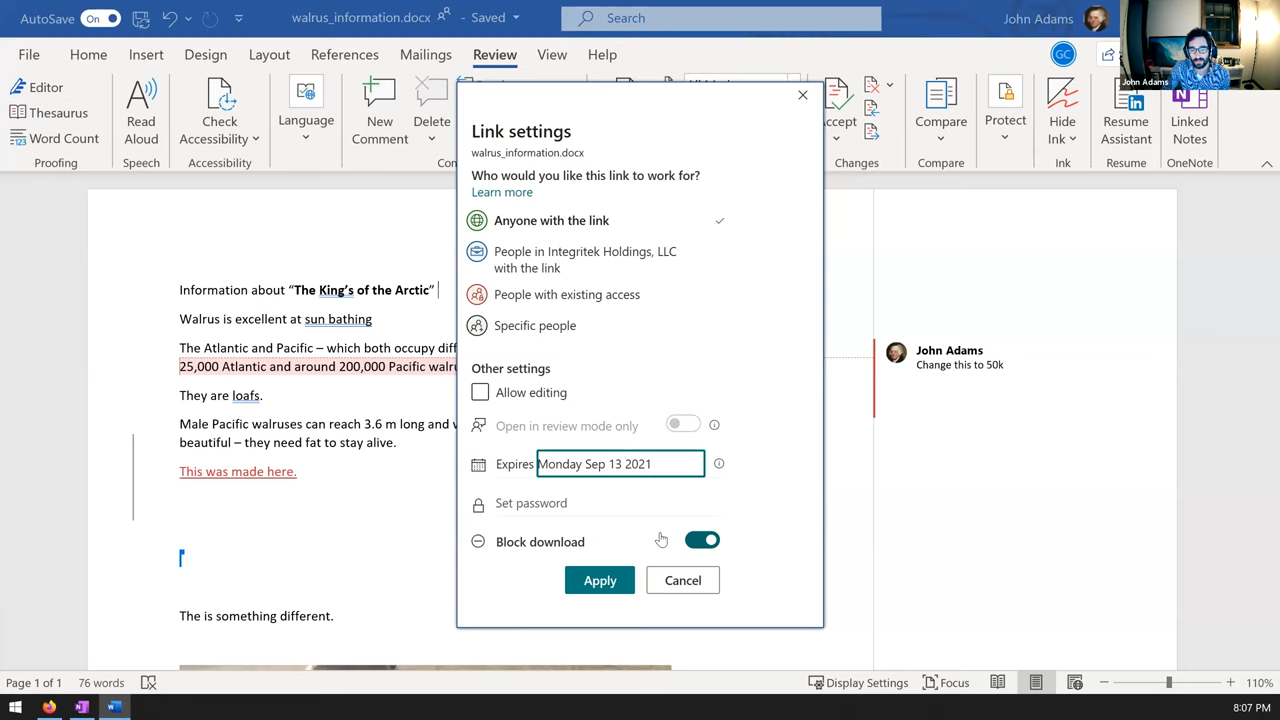 AutoSave On walrus_information.docx - Saved Search John Adams
File Home Insert Design Layout References Mailings Review View Help GC
John Adams
Editor
Thesaurus
Word Count
Proofing
Read
Aloud
Speech
Check
Accessibility
Accessibility
Language
New
Comment
Delete
Accept
Changes
Compare
Compare
Protect
Hide
Ink
Ink
Resume
Assistant
Resume
Linked
Notes
OneNote
Link settings
walrus_information.docx
Who would you like this link to work for?
Learn more
Anyone with the link
People in Integritek Holdings, LLC
with the link
People with existing access
Specific people
Other settings
Allow editing
Open in review mode only
Expires Monday Sep 13 2021
Set password
Block download
Apply Cancel
Information about “The King’s of the Arctic”
Walrus is excellent at sun bathing
The Atlantic and Pacific – which both occupy
25,000 Atlantic and around 200,000 Pacific
They are loafs.
Male Pacific walruses can reach 3.6 m long and
beautiful – they need fat to stay alive.
This was made here.
The is something different.
John Adams
Change this to 50k
Page 1 of 1 76 words Display Settings Focus 110%
8:07 PM